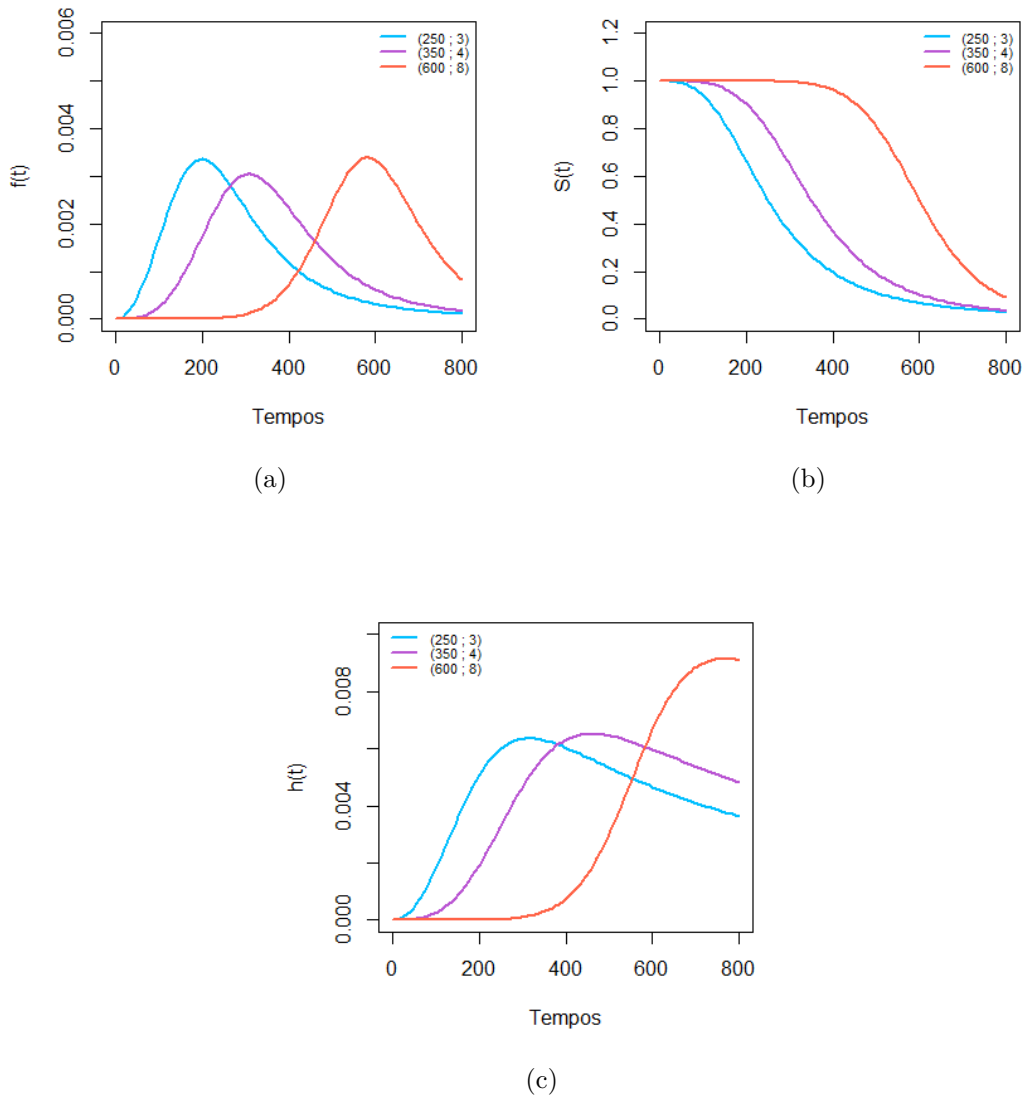 f(t)
0.000
0.002
0.004
0.006
(250 ; 3)
(350 ; 4)
(600 ; 8)
0
200
400
600
800
Tempos
(a)
S(t)
0.0
0.2
0.4
0.6
0.8
1.0
1.2
(250 ; 3)
(350 ; 4)
(600 ; 8)
0
200
400
600
800
Tempos
(b)
h(t)
0.000
0.004
0.008
(250 ; 3)
(350 ; 4)
(600 ; 8)
0
200
400
600
800
Tempos
(c)